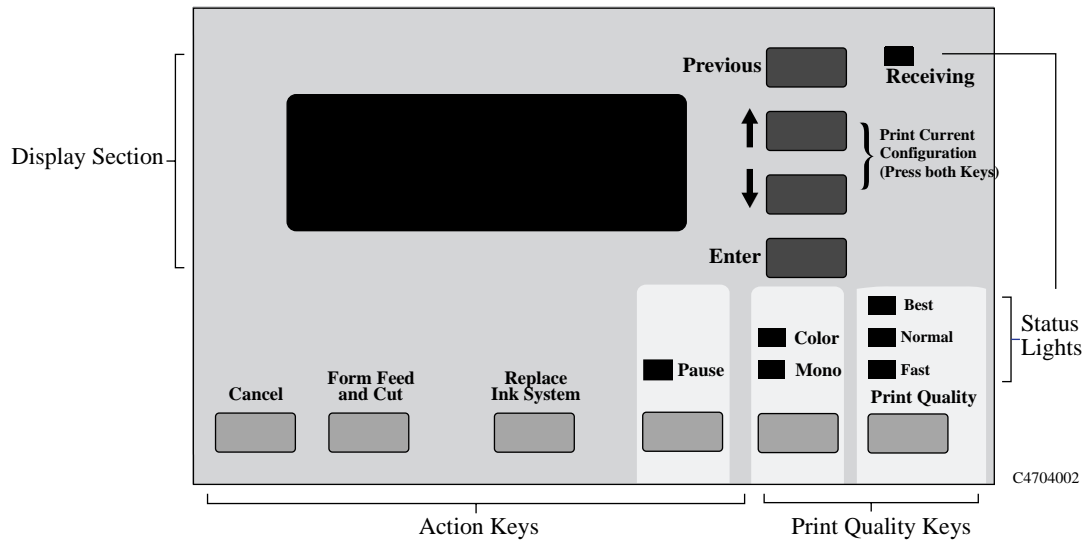 Previous
Receiving
Display Section
Print Current
Configuration
(Press both Keys)
Enter
Best
Color
Normal
Status
Lights
Pause
Mono
Fast
Cancel
Form Feed
and Cut
Replace
Ink System
Print Quality
C4704002
Action Keys
Print Quality Keys